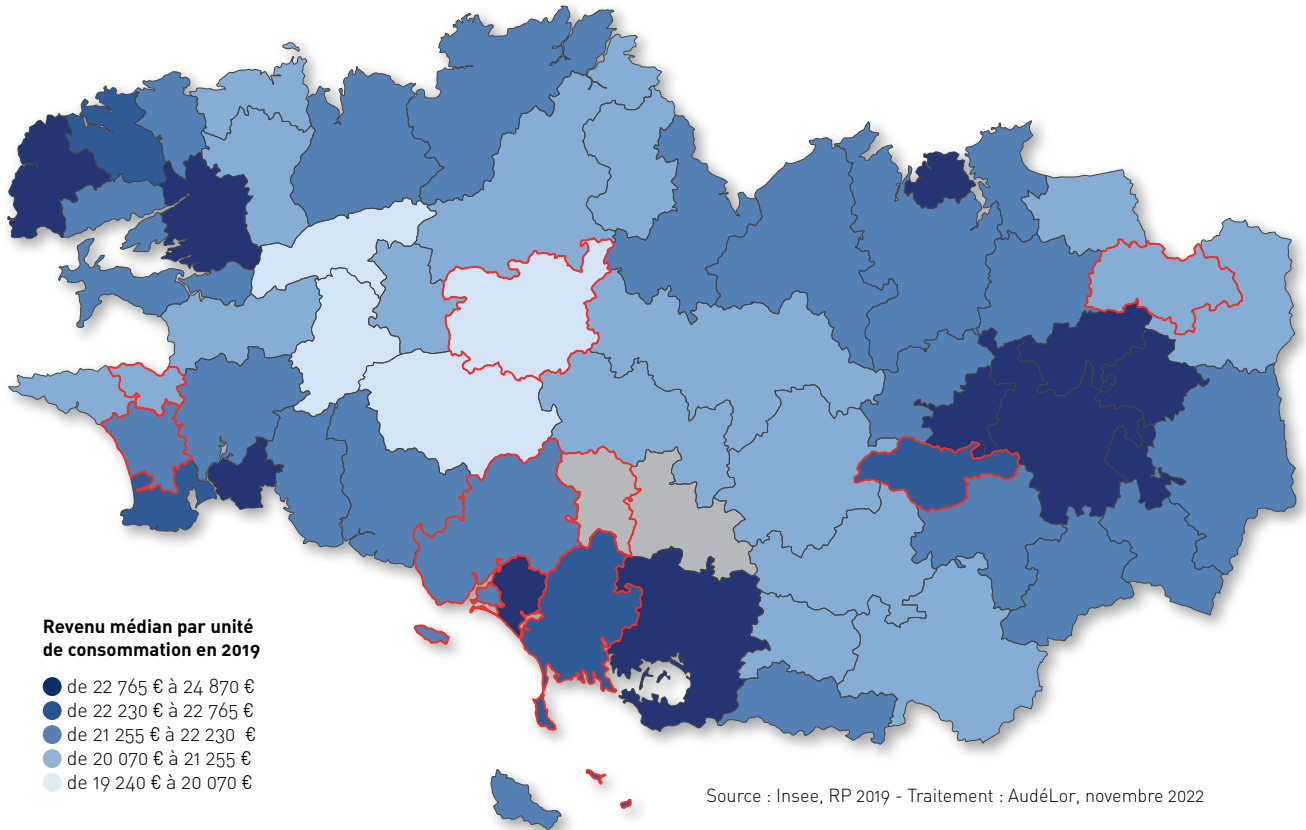 Revenu médian par unité
de consommation en 2019
de 22 765 € à 24 870 €
de 22 230 € à 22 765 €
de 21 255 € à 22 230 €
de 20 070 € à 21 255 €
de 19 240 € à 20 070 €
Source : Insee, RP 2019 - Traitement : AudéLor, novembre 2022